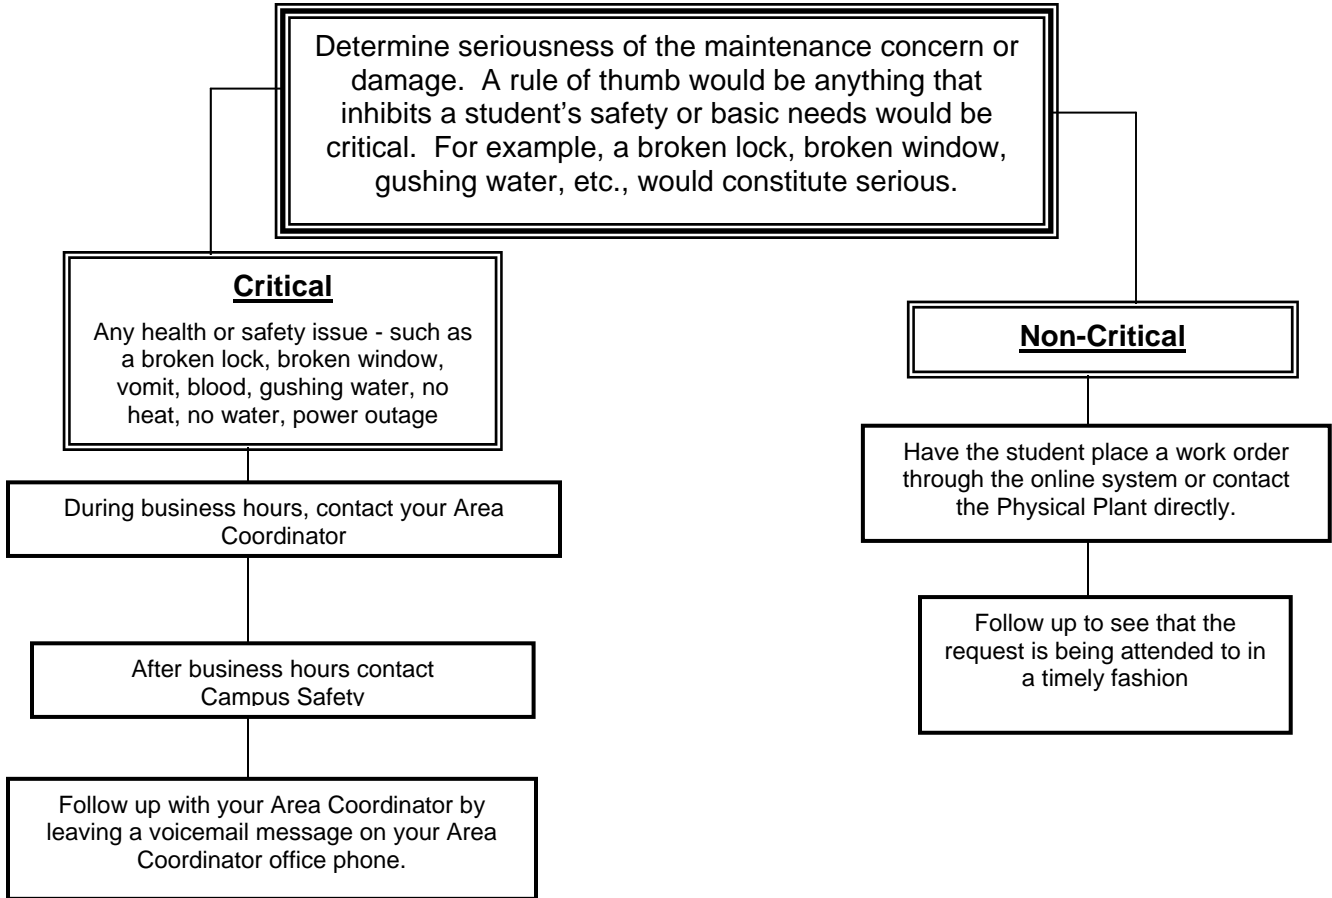 Determine seriousness of the maintenance concern or
damage.  A rule of thumb would be anything that
inhibits a student’s safety or basic needs would be
critical.  For example, a broken lock, broken window,
gushing water, etc., would constitute serious.
Critical
Any health or safety issue - such as
a broken lock, broken window,
vomit, blood, gushing water, no
heat, no water, power outage
During business hours, contact your Area
Coordinator
After business hours contact
Campus Safety
Follow up with your Area Coordinator by
leaving a voicemail message on your Area
Coordinator office phone.
Non-Critical
Have the student place a work order
through the online system or contact
the Physical Plant directly.
Follow up to see that the
request is being attended to in
a timely fashion